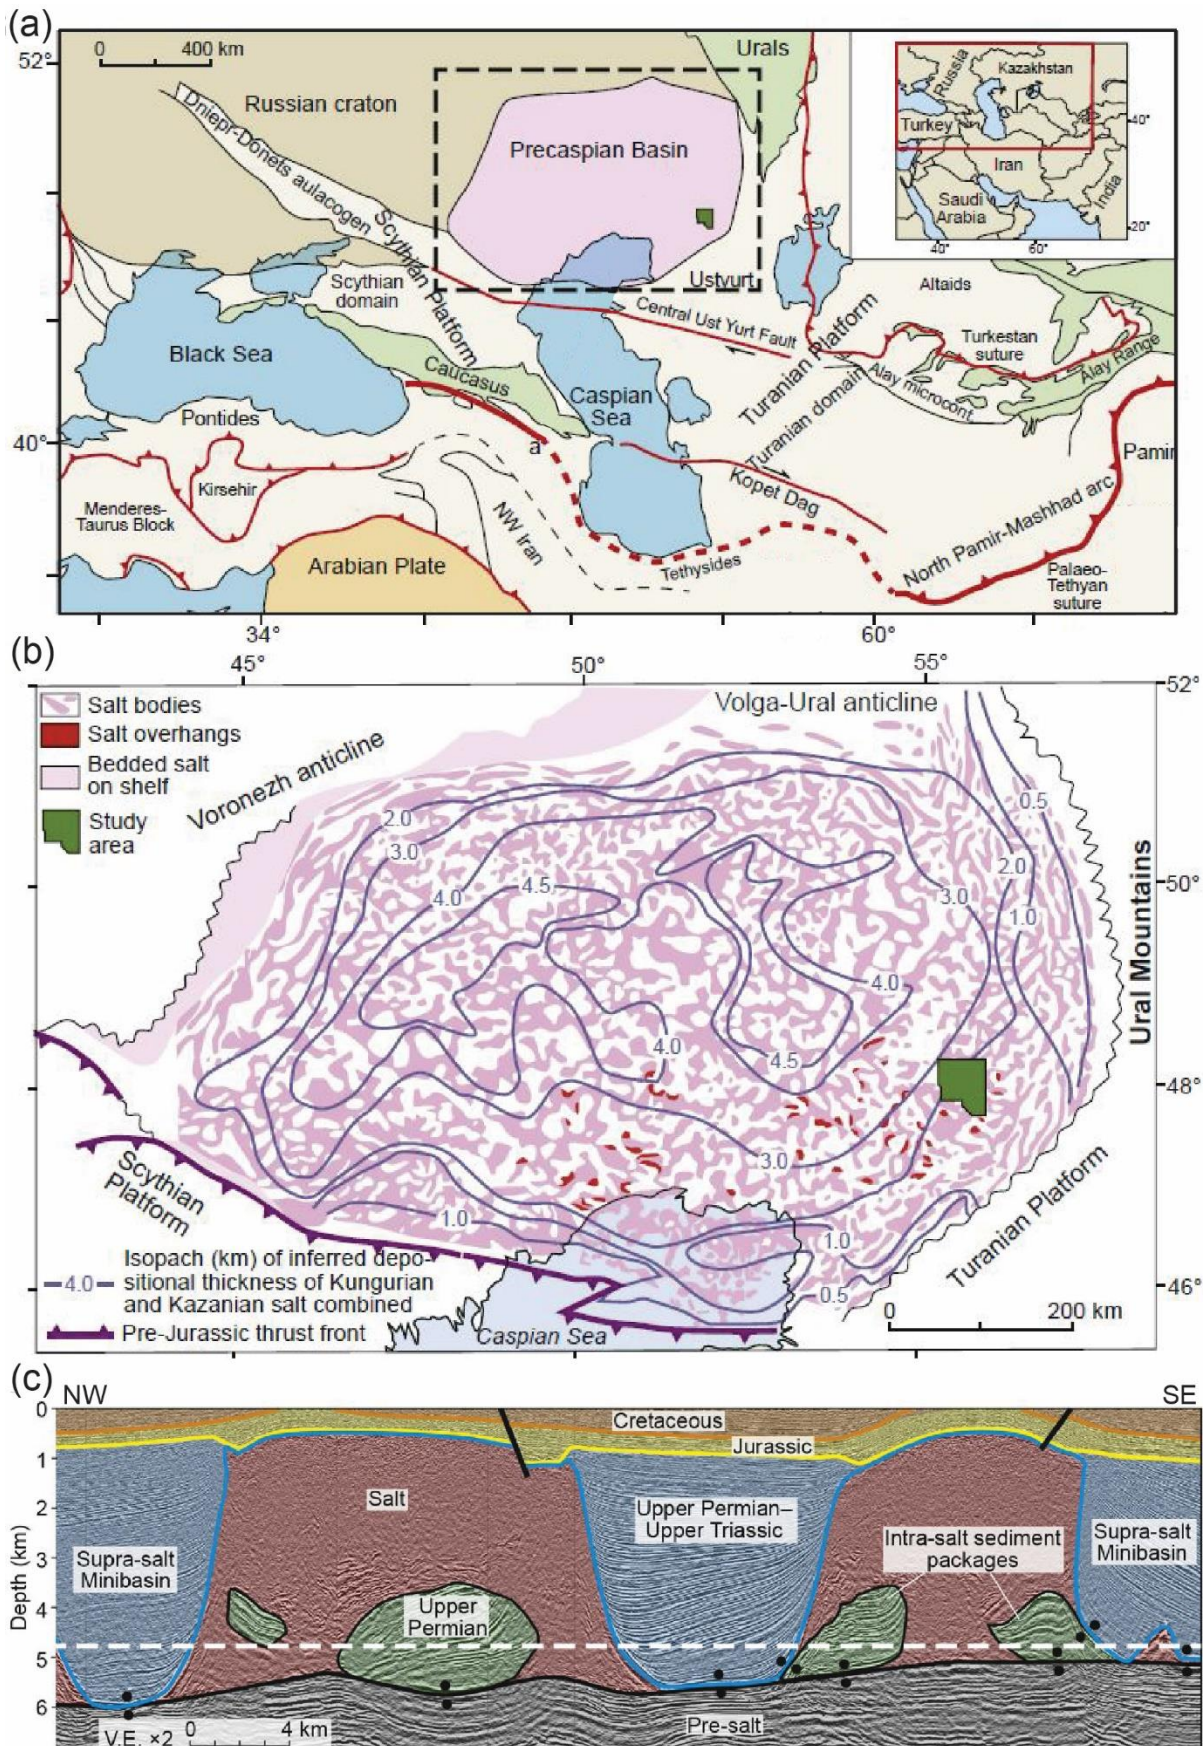 (a)
0 400 km
52°
40°
34°
60°
Urals
Russian craton
Dniepr-Donets aulacogen
Precaspian Basin
Scythian Platform
Scythian
domain
Ustyurt
Central Ust Yurt Fault
Black Sea
Caucasus
Caspian
Sea
Turanian Platform
Turanian domain
Altaids
Turkestan
suture
Alay Range
Alay microcont.
Pontides
Kirsehir
Menderes-
Taurus Block
a
NW Iran
Kopet Dag
Tethysides
Arabian Plate
North Pamir-Mashhad arc
Pamir
Palaeo-
Tethyan
suture
Russia
Kazakhstan
Turkey
Iran
Saudi
Arabia
India
40°
20°
40°
60°
(b)
45°
50°
55°
52°
50°
48°
46°
Salt bodies
Salt overhangs
Bedded salt
on shelf
Study
area
Voronezh anticline
Volga-Ural anticline
Ural Mountains
Turanian Platform
Scythian
Platform
2.0
3.0
4.0
4.5
0.5
2.0
3.0
1.0
4.0
4.0
4.5
3.0
1.0
1.0
0.5
4.0
Isopach (km) of inferred depo-
sitional thickness of Kungurian
and Kazanian salt combined
Pre-Jurassic thrust front
Caspian Sea
0 200 km
(c)
NW
SE
Depth (km)
0
1
2
3
4
5
6
Cretaceous
Jurassic
Salt
Upper Permian–
Upper Triassic
Supra-salt
Minibasin
Intra-salt sediment
packages
Supra-salt
Minibasin
Upper
Permian
Pre-salt
V.E. ×2
0 4 km